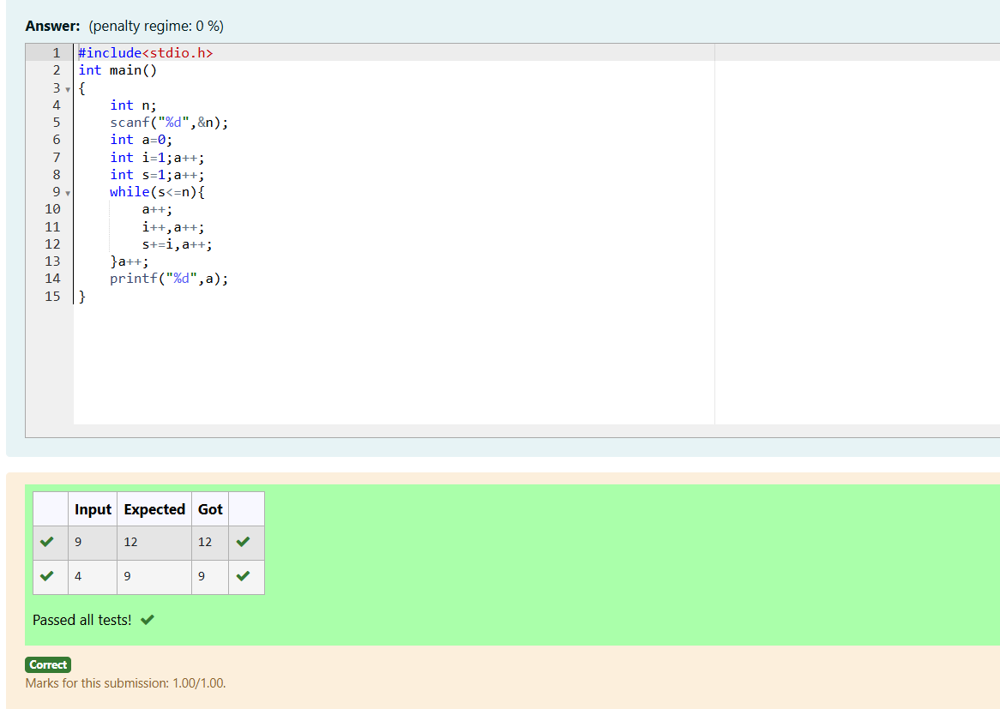 Answer: (penalty regime: 0 %)
1 #include<stdio.h>
2 int main()
3 {
4     int n;
5     scanf("%d",&n);
6     int a=0;
7     int i=1;a++;
8     int s=1;a++;
9     while(s<=n){
10         a++;
11         i++,a++;
12         s+=i,a++;
13     }a++;
14     printf("%d",a);
15 }
Input Expected Got
9 12 12
4 9 9
Passed all tests!
Correct
Marks for this submission: 1.00/1.00.